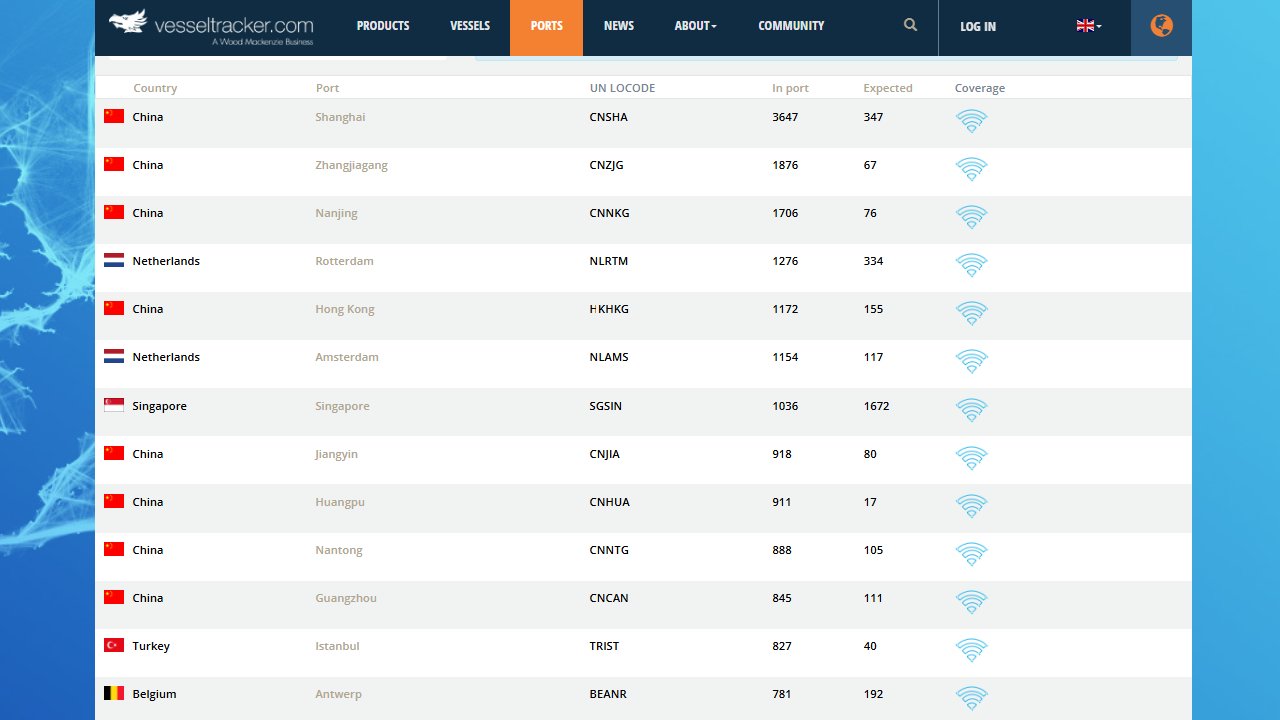 vesseltracker.com
A Wood Mackenzie Business
PRODUCTS VESSELS PORTS NEWS ABOUT COMMUNITY LOG IN
Country Port UN LOCODE In port Expected Coverage
China Shanghai CNSHA 3647 347
China Zhangjiagang CNZJG 1876 67
China Nanjing CNNKG 1706 76
Netherlands Rotterdam NLRTM 1276 334
China Hong Kong HKHKG 1172 155
Netherlands Amsterdam NLAMS 1154 117
Singapore Singapore SGSIN 1036 1672
China Jiangyin CNJIA 918 80
China Huangpu CNHUA 911 17
China Nantong CNNTG 888 105
China Guangzhou CNCAN 845 111
Turkey Istanbul TRIST 827 40
Belgium Antwerp BEANR 781 192